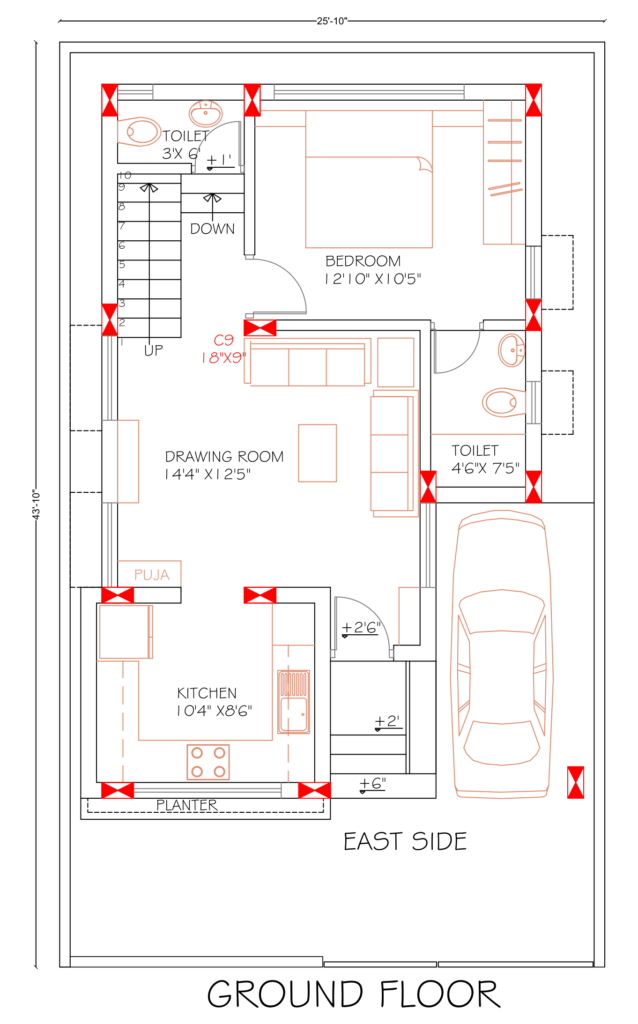 25'-10"
TOILET
3'X 6'
+1'
10
9
8
7
6
5
4
3
2
1
DOWN
UP
BEDROOM
12'10" X10'5"
C9
18"X9"
DRAWING ROOM
14'4" X12'5"
TOILET
4'6"X 7'5"
43'-10"
PUJA
+2'6"
KITCHEN
10'4" X8'6"
+2'
+6"
PLANTER
EAST SIDE
GROUND FLOOR